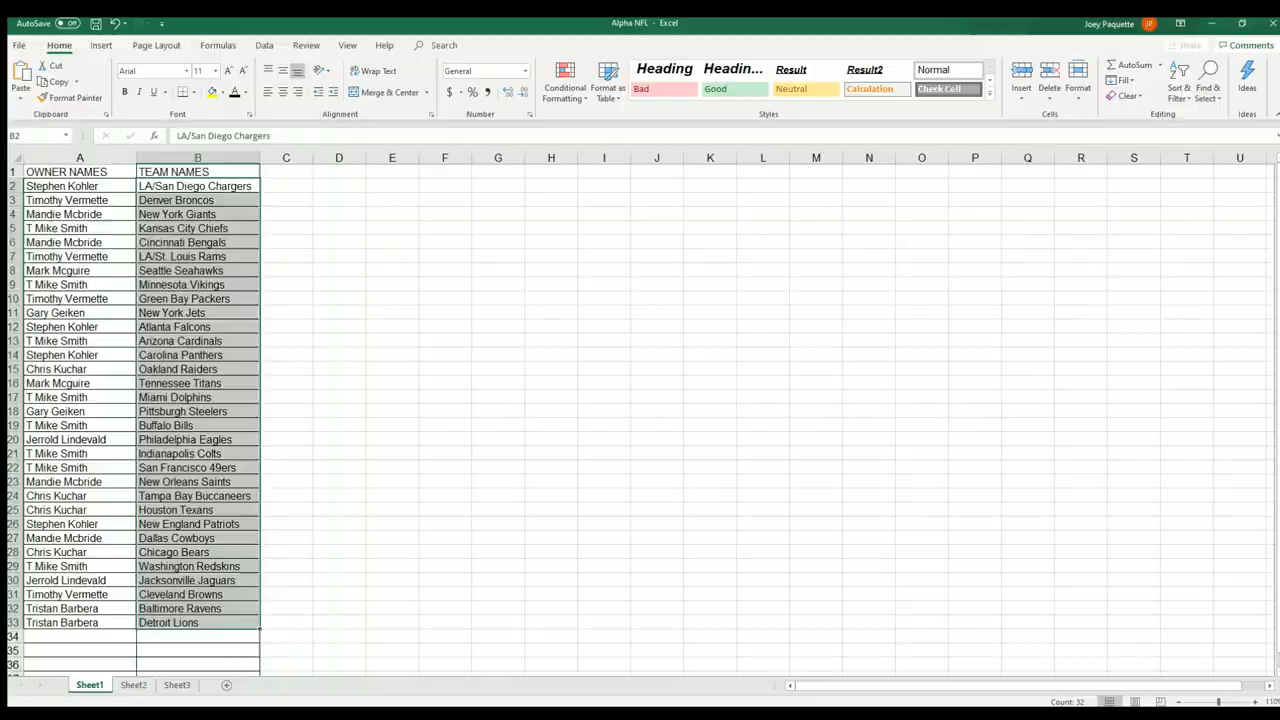 AutoSave Off Alpha NFL - Excel Joey Paquette JP
File Home Insert Page Layout Formulas Data Review View Help Search Share Comments
Paste Cut Copy Format Painter Clipboard
Arial 11 A A B I U A Font
Wrap Text Merge & Center Alignment
General $ % Number
Conditional Formatting Format as Table
Heading Headin... Result Result2 Normal
Bad Good Neutral Calculation Check Cell
Styles
Insert Delete Format Cells
AutoSum Fill Clear Sort & Filter Find & Select Editing
Ideas Ideas
B2 fx LA/San Diego Chargers
A B C D E F G H I J K L M N O P Q R S T U
1 OWNER NAMES TEAM NAMES
2 Stephen Kohler LA/San Diego Chargers
3 Timothy Vermette Denver Broncos
4 Mandie Mcbride New York Giants
5 T Mike Smith Kansas City Chiefs
6 Mandie Mcbride Cincinnati Bengals
7 Timothy Vermette LA/St. Louis Rams
8 Mark Mcguire Seattle Seahawks
9 T Mike Smith Minnesota Vikings
10 Timothy Vermette Green Bay Packers
11 Gary Geiken New York Jets
12 Stephen Kohler Atlanta Falcons
13 T Mike Smith Arizona Cardinals
14 Stephen Kohler Carolina Panthers
15 Chris Kuchar Oakland Raiders
16 Mark Mcguire Tennessee Titans
17 T Mike Smith Miami Dolphins
18 Gary Geiken Pittsburgh Steelers
19 T Mike Smith Buffalo Bills
20 Jerrold Lindevald Philadelphia Eagles
21 T Mike Smith Indianapolis Colts
22 T Mike Smith San Francisco 49ers
23 Mandie Mcbride New Orleans Saints
24 Chris Kuchar Tampa Bay Buccaneers
25 Chris Kuchar Houston Texans
26 Stephen Kohler New England Patriots
27 Mandie Mcbride Dallas Cowboys
28 Chris Kuchar Chicago Bears
29 T Mike Smith Washington Redskins
30 Jerrold Lindevald Jacksonville Jaguars
31 Timothy Vermette Cleveland Browns
32 Tristan Barbera Baltimore Ravens
33 Tristan Barbera Detroit Lions
34
35
36
Sheet1 Sheet2 Sheet3
Count: 32